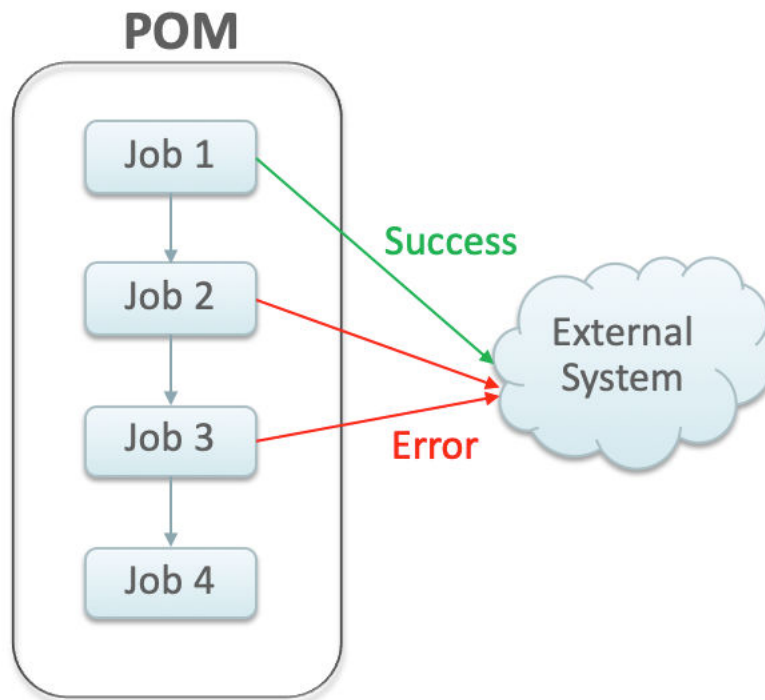 POM
Job 1
Success
Job 2
External
System
Job 3
Error
Job 4